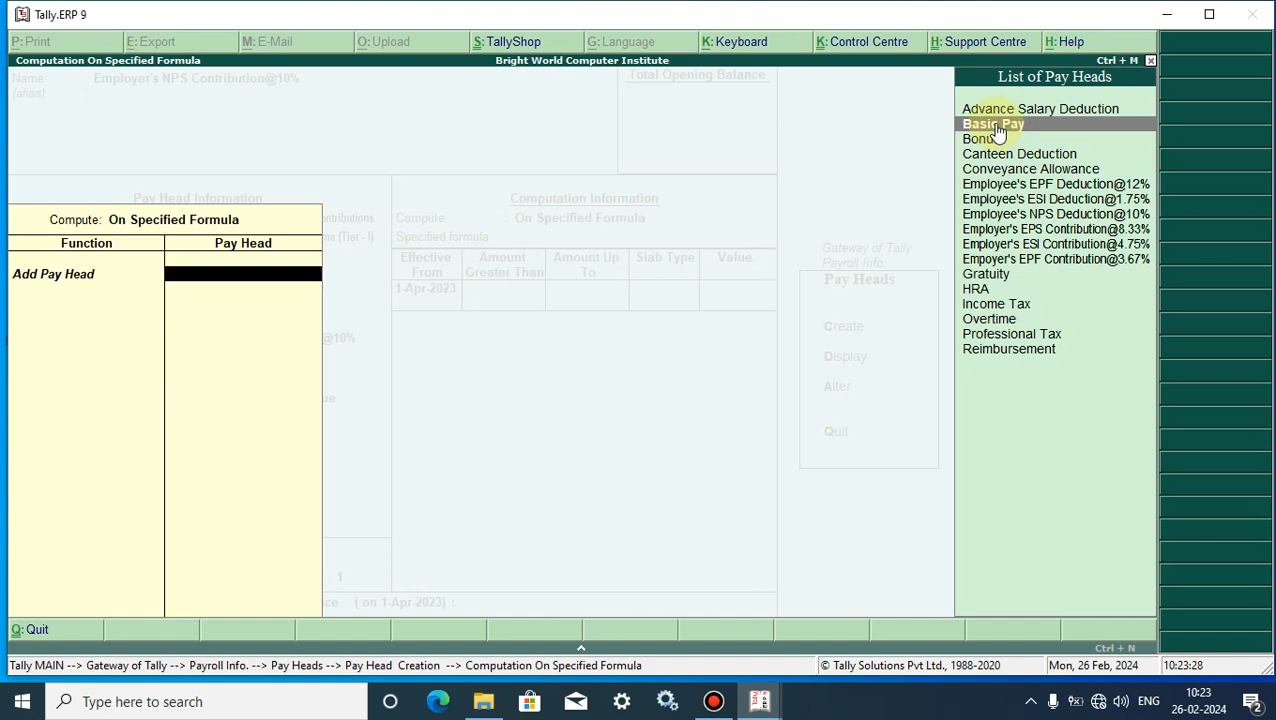 Tally.ERP 9
P: Print E: Export M: E-Mail O: Upload S: TallyShop G: Language K: Keyboard K: Control Centre H: Support Centre H: Help
Computation On Specified Formula Bright World Computer Institute Ctrl + M
Name Employer's NPS Contribution@10% Total Opening Balance
(alias) :
List of Pay Heads
Advance Salary Deduction
Basic Pay
Bonus
Canteen Deduction
Conveyance Allowance
Employee's EPF Deduction@12%
Employee's ESI Deduction@1.75%
Employee's NPS Deduction@10%
Employer's EPS Contribution@8.33%
Employer's ESI Contribution@4.75%
Empoyer's EPF Contribution@3.67%
Gratuity
HRA
Income Tax
Overtime
Professional Tax
Reimbursement
Pay Head Information Computation Information
Compute: On Specified Formula
Function Pay Head
Add Pay Head
ontributions
me (Tier - I)
@10%
ue
1
nce ( on 1-Apr-2023) :
Compute : On Specified Formula
Specified formula :
Effective From Amount Greater Than Amount Up To Slab Type Value
1-Apr-2023
Gateway of Tally
Payroll Info.
Pay Heads
Create
Display
Alter
Quit
Q: Quit
Ctrl + N
Tally MAIN --> Gateway of Tally --> Payroll Info. --> Pay Heads --> Pay Head Creation --> Computation On Specified Formula © Tally Solutions Pvt Ltd., 1988-2020 Mon, 26 Feb, 2024 10:23:28
Type here to search ENG 10:23
26-02-2024 2